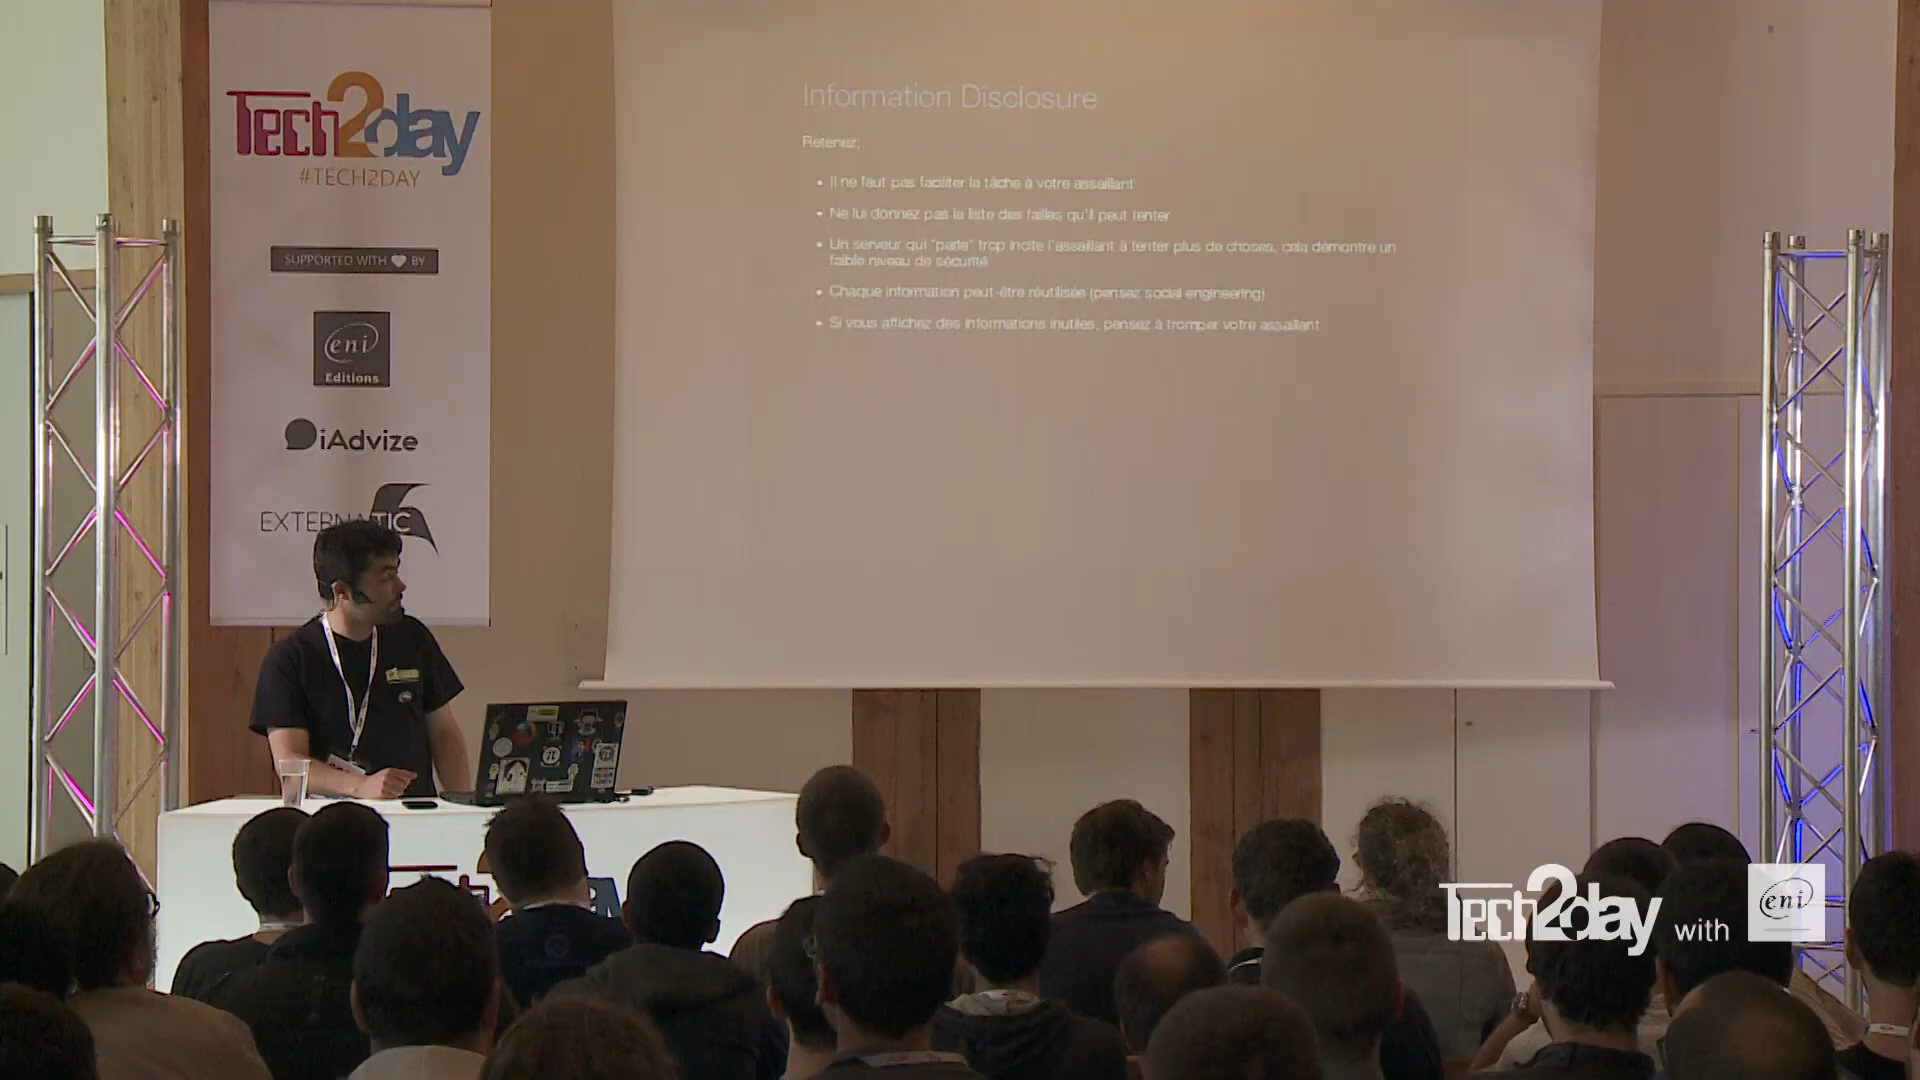 Tech2day
#TECH2DAY
SUPPORTED WITH BY
eni
Editions
iAdvize
EXTERNATIC
Information Disclosure
Retenez;
Il ne faut pas faciliter la tâche à votre assaillant
Ne lui donnez pas la liste des failles qu'il peut tenter
Un serveur qui "parle" trop incite l'assaillant à tenter plus de choses, cela démontre un
faible niveau de sécurité
Chaque information peut-être réutilisée (pensez social engineering)
Si vous affichez des informations inutiles, pensez à tromper votre assaillant
Tech2day with eni